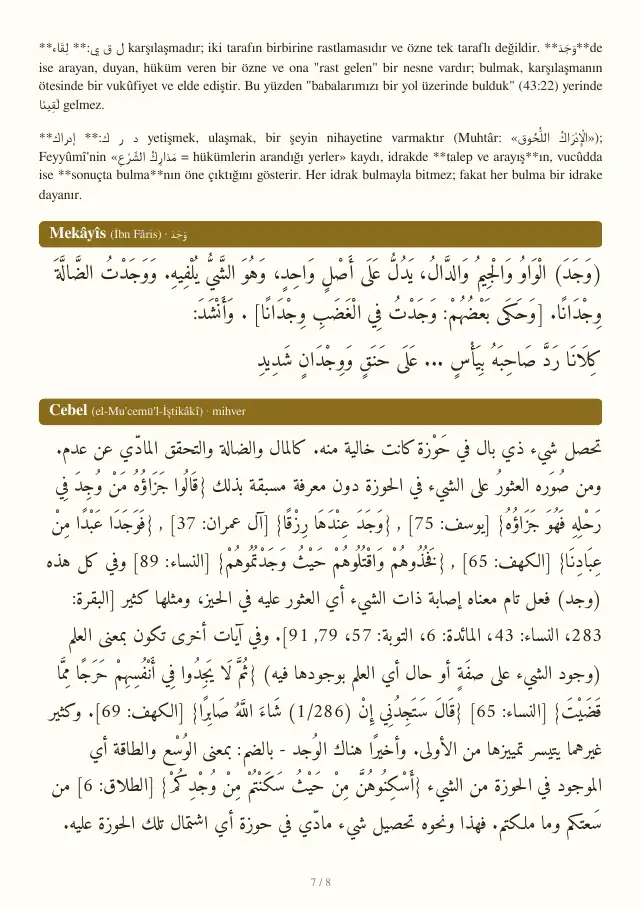 **لِقَاء** :ل ق ي karşılaşmadır; iki tarafın birbirine rastlamasıdır ve özne tek taraflı değildir. **وَجَدَ**de
ise arayan, duyan, hüküm veren bir özne ve ona "rast gelen" bir nesne vardır; bulmak, karşılaşmanın
ötesinde bir vukûfiyet ve elde ediştir. Bu yüzden "babalarımızı bir yol üzerinde bulduk" (43:22) yerinde
لَقِينَا gelmez.
**إدراك** :د ر ك yetişmek, ulaşmak, bir şeyin nihayetine varmaktır (Muhtâr: «الْإِدْرَاكُ اللُّحُوق»);
Feyyûmî'nin «مَدَارِكُ الشَّرْعِ = hükümlerin arandığı yerler» kaydı, idrakde **talep ve arayış**ın, vucûdda
ise **sonuçta bulma**nın öne çıktığını gösterir. Her idrak bulmayla bitmez; fakat her bulma bir idrake
dayanır.
Mekâyîs (İbn Fâris) · وَجَدَ
(وَجَدَ) الْوَاوُ وَالْجِيمُ وَالدَّالُ، يَدُلُّ عَلَى أَصْلٍ وَاحِدٍ، وَهُوَ الشَّيْءُ يُلْفِيهِ. وَوَجَدْتُ الضَّالَّةَ
وِجْدَانًا. [وَحَكَى بَعْضُهُمْ: وَجَدْتُ فِي الْغَضَبِ وِجْدَانًا] . وَأَنْشَدَ:
كِلَانَا رَدَّ صَاحِبَهُ بِيَأْسٍ ... عَلَى حَنَقٍ وَوِجْدَانٍ شَدِيدِ
Cebel (el-Mu'cemü'l-İştikâkî) · mihver
تحصل شيء ذي بال في حَوْزة كانت خالية منه. كالمال والضالة والتحقق المادّي عن عدم.
ومن صُوَره العثورُ على الشيء في الحوزة دون معرفة مسبقة بذلك {قَالُوا جَزَاؤُهُ مَنْ وُجِدَ فِي
رَحْلِهِ فَهُوَ جَزَاؤُهُ} [يوسف: 75] , {وَجَدَ عِنْدَهَا رِزْقًا} [آل عمران: 37] , {فَوَجَدَا عَبْدًا مِنْ
عِبَادِنَا} [الكهف: 65] , {فَخُذُوهُمْ وَاقْتُلُوهُمْ حَيْثُ وَجَدْتُمُوهُمْ} [النساء: 89] وفي كل هذه
(وجد) فعل تام معناه إصابة ذات الشيء أي العثور عليه في الحيز، ومثلها كثير [البقرة:
283، النساء: 43، المائدة: 6، التوبة: 57، 79, 91]. وفي آيات أخرى تكون بمعنى العلم
(وجود الشيء على صفَةٍ أو حال أي العلم بوجودها فيه) {ثُمَّ لَا يَجِدُوا فِي أَنْفُسِهِمْ حَرَجًا مِمَّا
قَضَيْتَ} [النساء: 65] {قَالَ سَتَجِدُنِي إِنْ (1/286) شَاءَ اللَّهُ صَابِرًا} [الكهف: 69]. وكثير
غيرهما يتيسر تمييزها من الأولى. وأخيرًا هناك الوُجد - بالضم: بمعنى الوُسْع والطاقة أي
الموجود في الحوزة من الشيء {أَسْكِنُوهُنَّ مِنْ حَيْثُ سَكَنْتُمْ مِنْ وُجْدِكُمْ} [الطلاق: 6] من
سَعتكم وما ملكتم. فهذا ونحوه تحصيل شيء مادّي في حوزة أي اشتمال تلك الحوزة عليه.
7 / 8